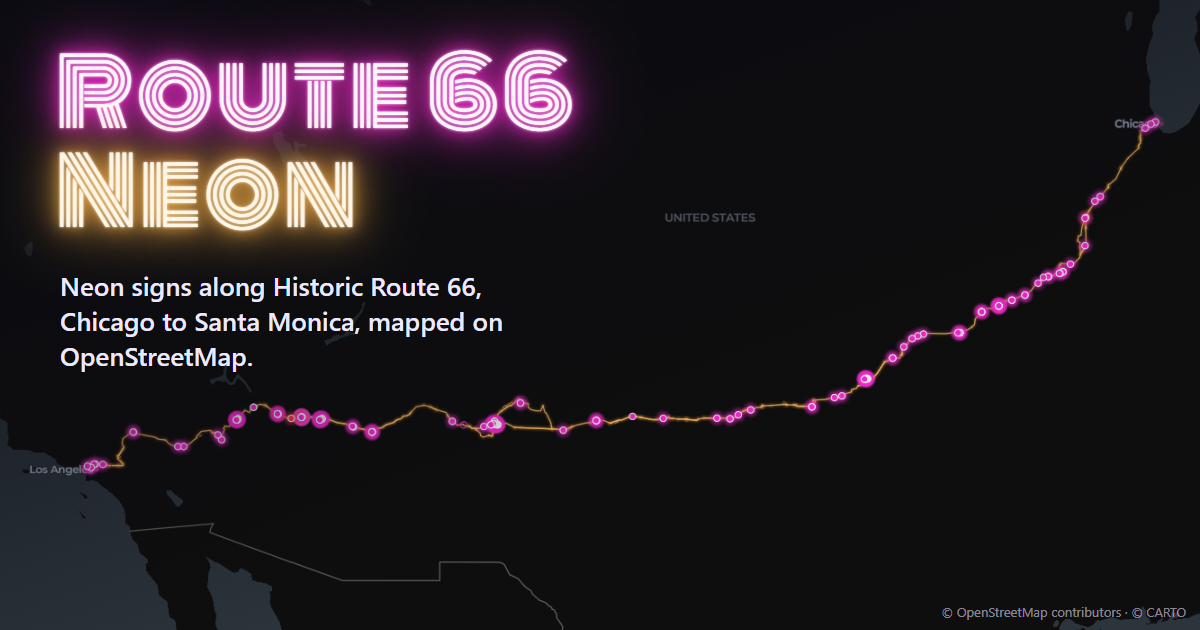 ROUTE 66
NEON
Neon signs along Historic Route 66,
Chicago to Santa Monica, mapped on
OpenStreetMap.
UNITED STATES
Los Angel
© OpenStreetMap contributors · © CARTO